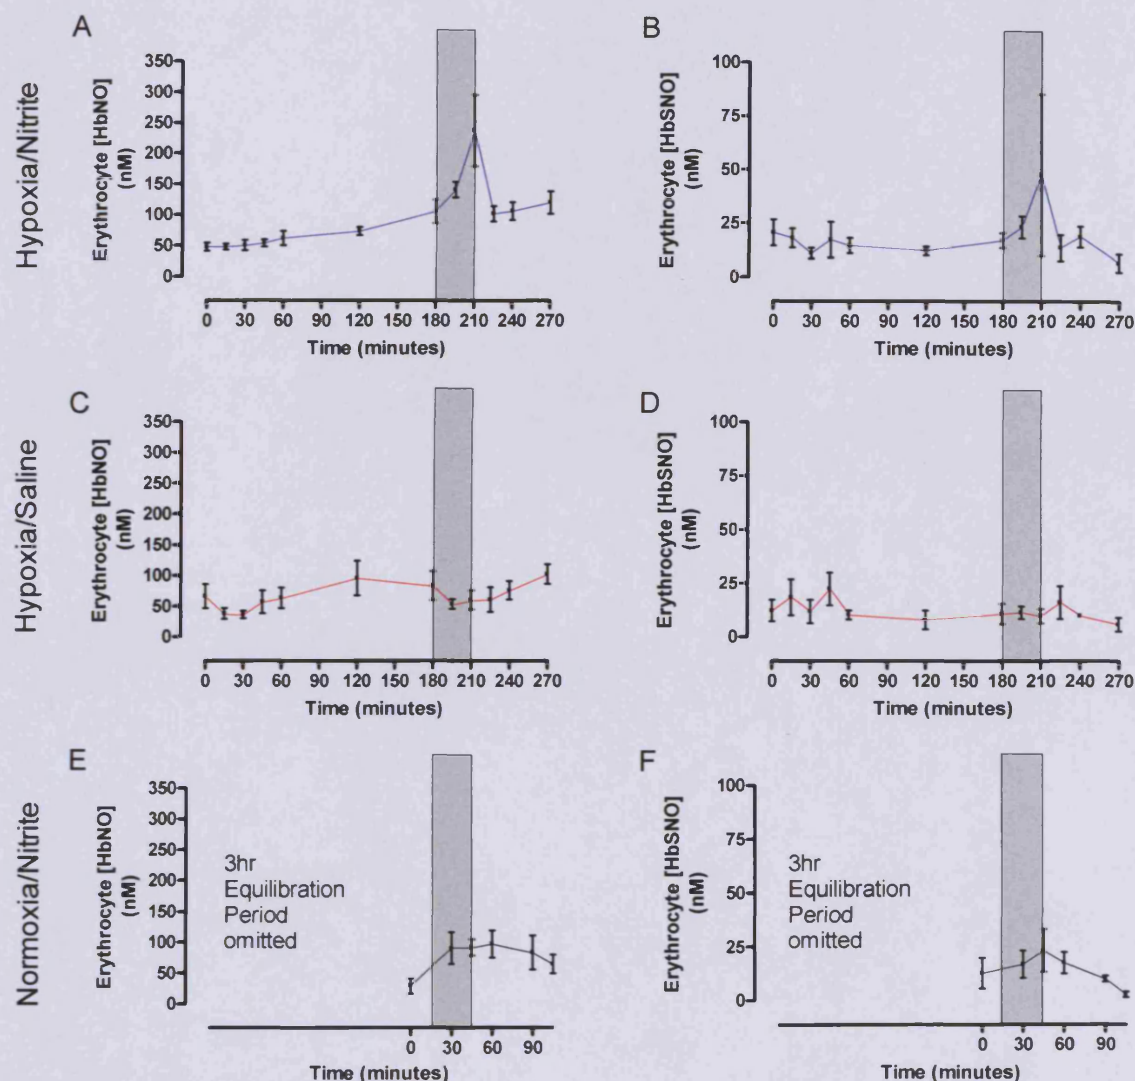 Hypoxia/Nitrite
A
Erythrocyte [HbNO]
(nM)
350
300
250
200
150
100
50
0
0 30 60 90 120 150 180 210 240 270
Time (minutes)
B
Erythrocyte [HbSNO]
(nM)
100
75
50
25
0
0 30 60 90 120 150 180 210 240 270
Time (minutes)
Hypoxia/Saline
C
Erythrocyte [HbNO]
(nM)
350
300
250
200
150
100
50
0
0 30 60 90 120 150 180 210 240 270
Time (minutes)
D
Erythrocyte [HbSNO]
(nM)
100
75
50
25
0
0 30 60 90 120 150 180 210 240 270
Time (minutes)
Normoxia/Nitrite
E
Erythrocyte [HbNO]
(nM)
350
300
250
200
150
100
50
0
3hr
Equilibration
Period
omitted
0 30 60 90
Time (minutes)
F
Erythrocyte [HbSNO]
(nM)
100
75
50
25
0
3hr
Equilibration
Period
omitted
0 30 60 90
Time (minutes)